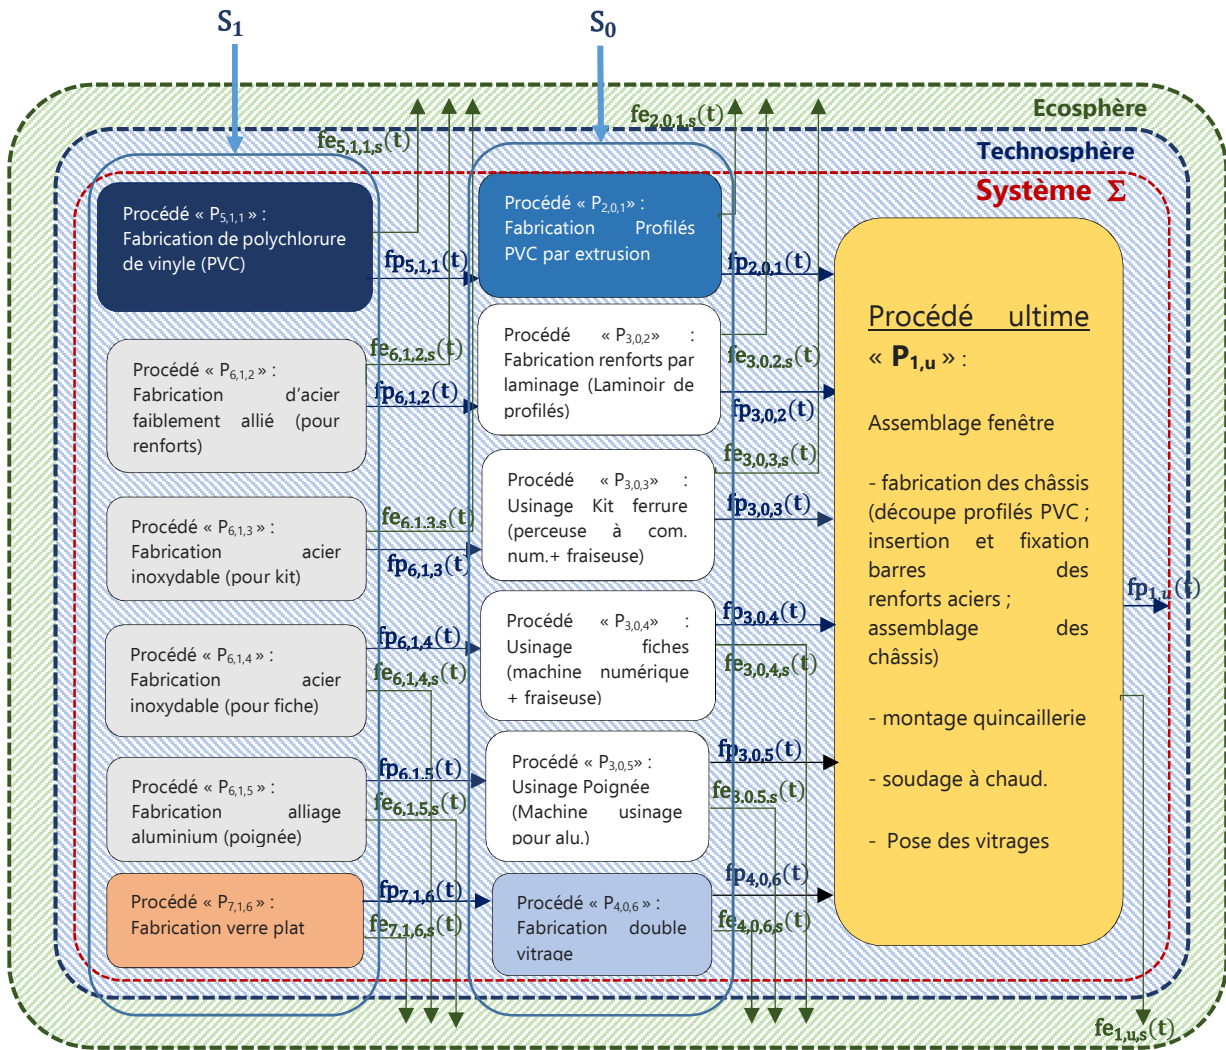 S₁
S₀
Ecosphère
Technosphère
Système Σ
fe₅,₁,₁,ₛ(t)
fe₂,₀,₁,ₛ(t)
Procédé « P₅,₁,₁ » :
Fabrication de polychlorure
de vinyle (PVC)
fp₅,₁,₁(t)
Procédé « P₂,₀,₁» :
Fabrication Profilés
PVC par extrusion
fp₂,₀,₁(t)
Procédé « P₆,₁,₂ » :
Fabrication d'acier
faiblement allié (pour
renforts)
fe₆,₁,₂,ₛ(t)
fp₆,₁,₂(t)
Procédé « P₃,₀,₂» :
Fabrication renforts par
laminage (Laminoir de
profilés)
fe₃,₀,₂,ₛ(t)
fp₃,₀,₂(t)
Procédé « P₆,₁,₃ » :
Fabrication acier
inoxydable (pour kit)
fe₆,₁,₃,ₛ(t)
fp₆,₁,₃(t)
Procédé « P₃,₀,₃» :
Usinage Kit ferrure
(perceuse à com.
num.+ fraiseuse)
fe₃,₀,₃,ₛ(t)
fp₃,₀,₃(t)
Procédé « P₆,₁,₄ » :
Fabrication acier
inoxydable (pour fiche)
fp₆,₁,₄(t)
fe₆,₁,₄,ₛ(t)
Procédé « P₃,₀,₄» :
Usinage fiches
(machine numérique
+ fraiseuse)
fp₃,₀,₄(t)
fe₃,₀,₄,ₛ(t)
Procédé « P₆,₁,₅ » :
Fabrication alliage
aluminium (poignée)
fp₆,₁,₅(t)
fe₆,₁,₅,ₛ(t)
Procédé « P₃,₀,₅» :
Usinage Poignée
(Machine usinage
pour alu.)
fp₃,₀,₅(t)
fe₃,₀,₅,ₛ(t)
Procédé « P₇,₁,₆ » :
Fabrication verre plat
fp₇,₁,₆(t)
fe₇,₁,₆,ₛ(t)
Procédé « P₄,₀,₆» :
Fabrication double
vitrage
fp₄,₀,₆(t)
fe₄,₀,₆,ₛ(t)
Procédé ultime
« P₁,ᵤ » :
Assemblage fenêtre
- fabrication des châssis
(découpe profilés PVC ;
insertion et fixation
barres des
renforts aciers ;
assemblage des
châssis)
- montage quincaillerie
- soudage à chaud.
- Pose des vitrages
fp₁,ᵤ(t)
fe₁,ᵤ,ₛ(t)